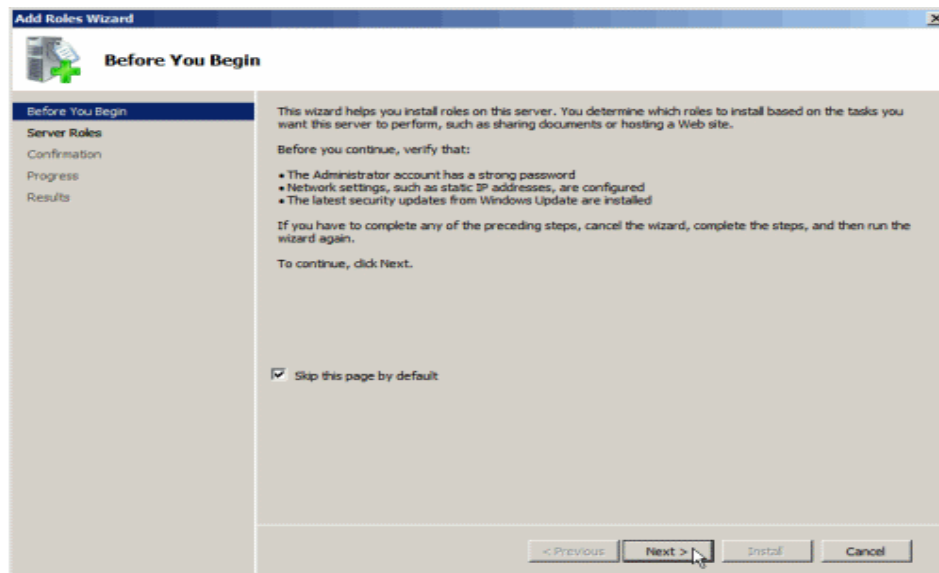 Add Roles Wizard
Before You Begin
Before You Begin
Server Roles
Confirmation
Progress
Results
This wizard helps you install roles on this server. You determine which roles to install based on the tasks you
want this server to perform, such as sharing documents or hosting a Web site.
Before you continue, verify that:
• The Administrator account has a strong password
• Network settings, such as static IP addresses, are configured
• The latest security updates from Windows Update are installed
If you have to complete any of the preceding steps, cancel the wizard, complete the steps, and then run the
wizard again.
To continue, click Next.
Skip this page by default
< Previous
Next >
Install
Cancel